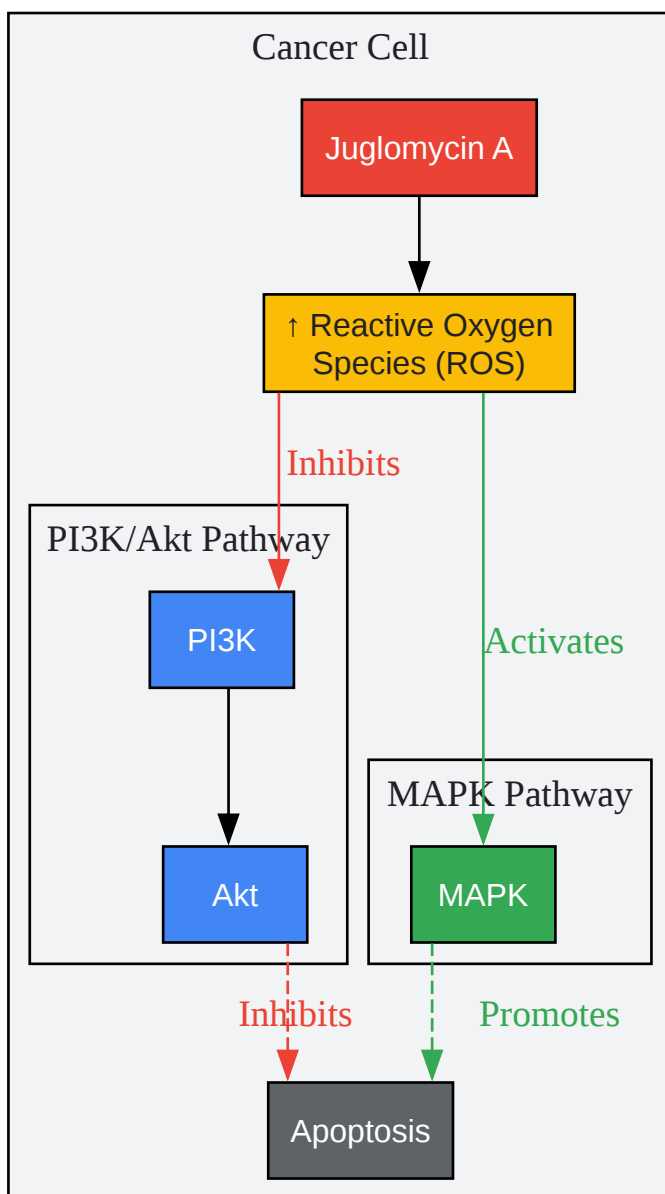 Cancer Cell
Juglomycin A
↑ Reactive Oxygen
Species (ROS)
Inhibits
PI3K/Akt Pathway
PI3K
Activates
MAPK Pathway
Akt
MAPK
Inhibits
Promotes
Apoptosis